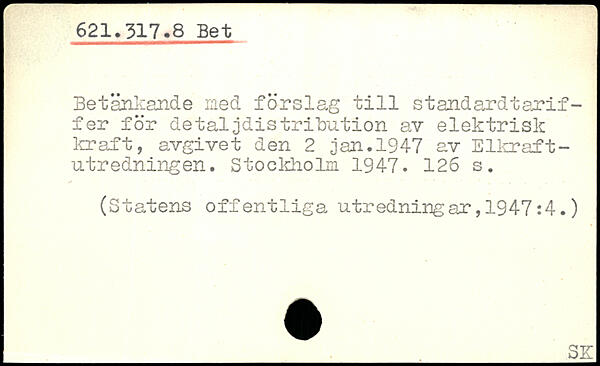 621.317.8 Bet
Betänkande med förslag till standardtarif-
fer för detaljdistribution av elektrisk
kraft, avgivet den 2 jan.1947 av Elkraft-
utredningen. Stockholm 1947. 126 s.
(Statens offentliga utredningar,1947:4.)
SK